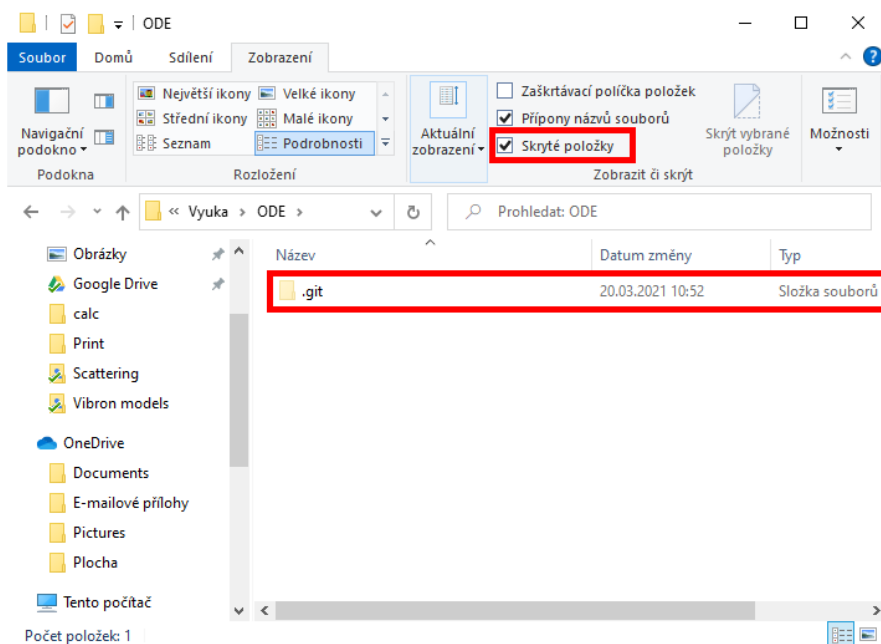 ODE
Soubor Domů Sdílení Zobrazení
Navigační podokno
Největší ikony Velké ikony
Střední ikony Malé ikony
Seznam Podrobnosti
Aktuální zobrazení
Zaškrtávací políčka položek
Přípony názvů souborů
Skryté položky
Skrýt vybrané položky
Možnosti
Podokna Rozložení Zobrazit či skrýt
« Vyuka > ODE > Prohledat: ODE
Název Datum změny Typ
.git 20.03.2021 10:52 Složka souborů
Obrázky
Google Drive
calc
Print
Scattering
Vibron models
OneDrive
Documents
E-mailové přílohy
Pictures
Plocha
Tento počítač
Počet položek: 1